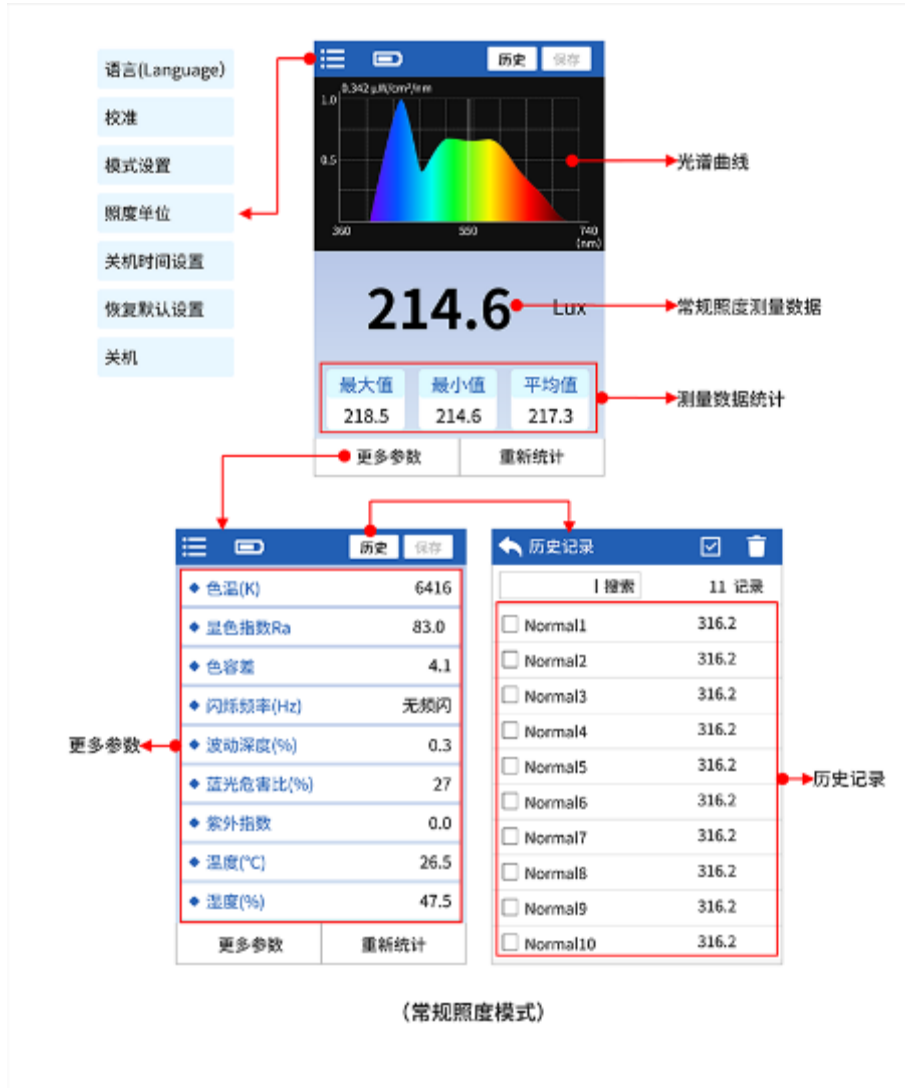 语言(Language)
校准
模式设置
照度单位
关机时间设置
恢复默认设置
关机
历史 保存
0.342 μW/cm²/nm
1.0
0.5
360 550 740
(nm)
光谱曲线
214.6 Lux
常规照度测量数据
最大值 最小值 平均值
218.5 214.6 217.3
测量数据统计
更多参数 重新统计
历史 保存
色温(K) 6416
显色指数Ra 83.0
色容差 4.1
闪烁频率(Hz) 无频闪
波动深度(%) 0.3
蓝光危害比(%) 27
紫外指数 0.0
温度(℃) 26.5
湿度(%) 47.5
更多参数 重新统计
更多参数
历史记录
搜索 11 记录
Normal1 316.2
Normal2 316.2
Normal3 316.2
Normal4 316.2
Normal5 316.2
Normal6 316.2
Normal7 316.2
Normal8 316.2
Normal9 316.2
Normal10 316.2
历史记录
(常规照度模式)